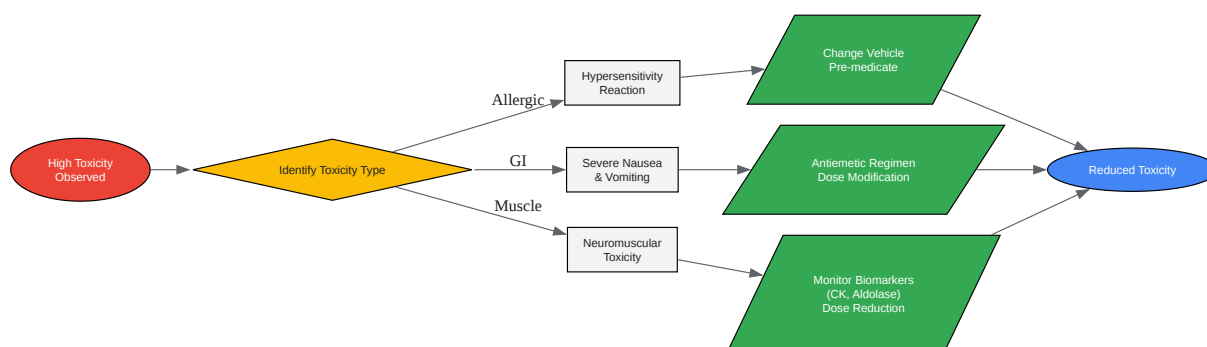 High Toxicity
Observed
Identify Toxicity Type
Allergic
GI
Muscle
Hypersensitivity
Reaction
Severe Nausea
& Vomiting
Neuromuscular
Toxicity
Change Vehicle
Pre-medicate
Antiemetic Regimen
Dose Modification
Monitor Biomarkers
(CK, Aldolase)
Dose Reduction
Reduced Toxicity